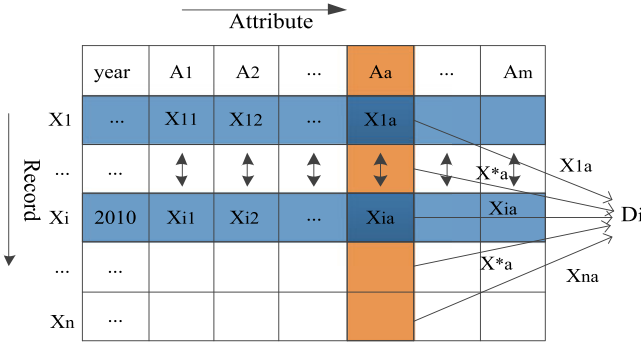 Attribute
year A1 A2 ... Aa ... Am
X1 ... X11 X12 ... X1a
X1a
... ... X*a
Xi 2010 Xi1 Xi2 ... Xia Xia
Di
... ... X*a
Xna
Xn ...
Record